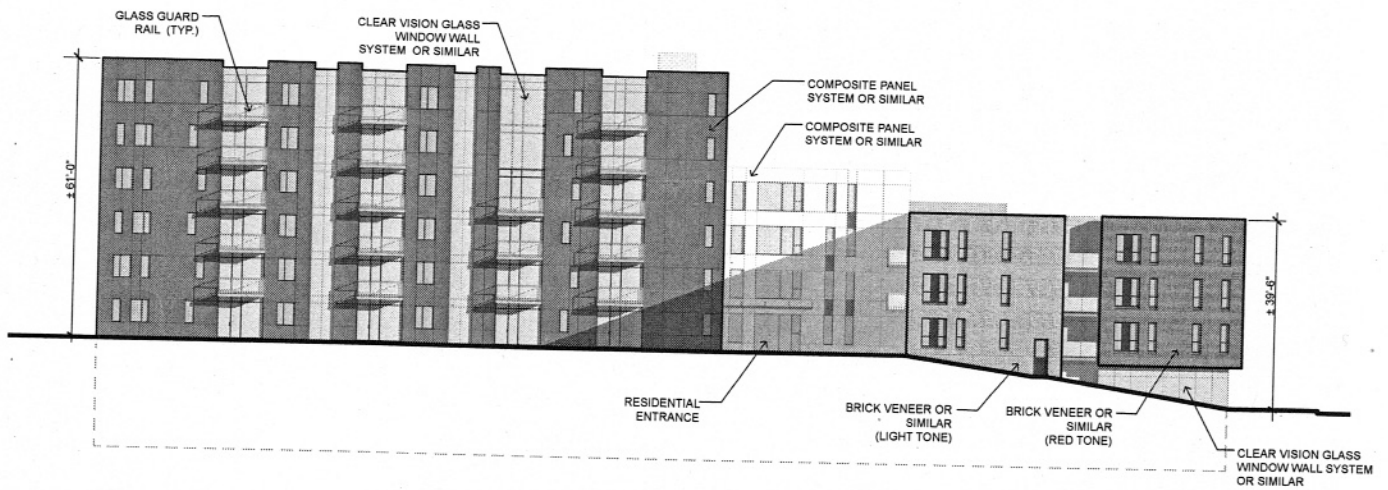 GLASS GUARD
RAIL (TYP.)
CLEAR VISION GLASS
WINDOW WALL
SYSTEM OR SIMILAR
COMPOSITE PANEL
SYSTEM OR SIMILAR
COMPOSITE PANEL
SYSTEM OR SIMILAR
± 61'-0"
± 39'-6"
RESIDENTIAL
ENTRANCE
BRICK VENEER OR
SIMILAR
(LIGHT TONE)
BRICK VENEER OR
SIMILAR
(RED TONE)
CLEAR VISION GLASS
WINDOW WALL SYSTEM
OR SIMILAR